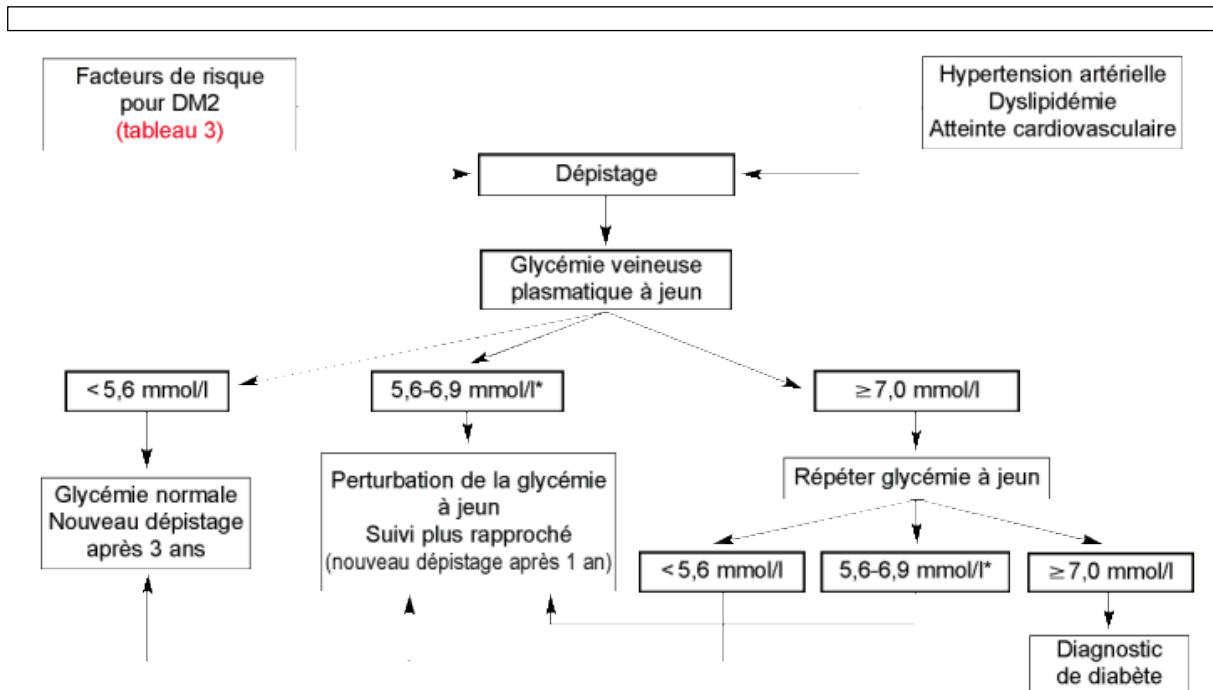 Facteurs de risque
pour DM2
(tableau 3)
Hypertension artérielle
Dyslipidémie
Atteinte cardiovasculaire
Dépistage
Glycémie veineuse
plasmatique à jeun
<5,6 mmol/l
5,6-6,9 mmol/l*
≥7,0 mmol/l
Glycémie normale
Nouveau dépistage
après 3 ans
Perturbation de la glycémie
à jeun
Suivi plus rapproché
(nouveau dépistage après 1 an)
Répéter glycémie à jeun
<5,6 mmol/l
5,6-6,9 mmol/l*
≥7,0 mmol/l
Diagnostic
de diabète